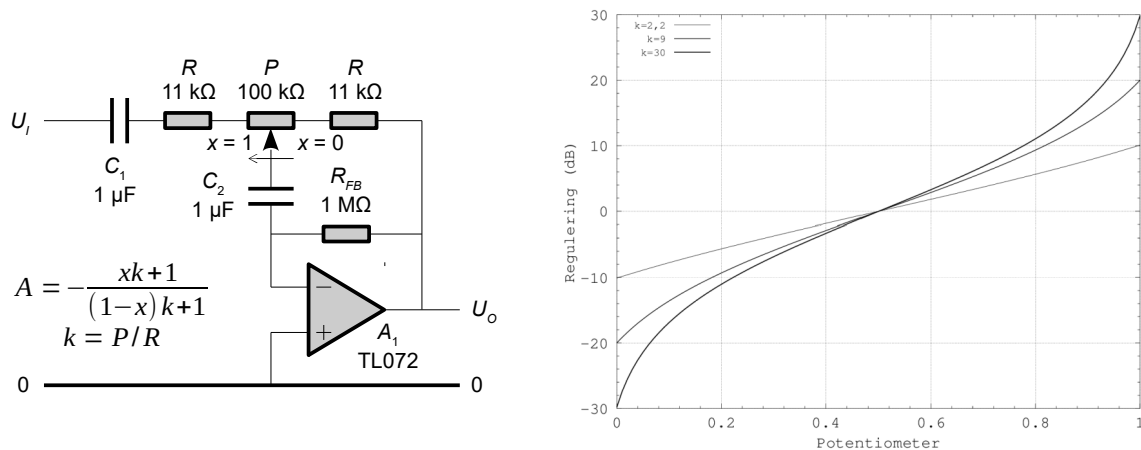 R P R
11 kΩ 100 kΩ 11 kΩ
U_I
x = 1 x = 0
C_1
1 µF
C_2
1 µF
R_FB
1 MΩ
A = − (xk+1) / ((1−x)k+1)
k = P/R
−
+
A_1
TL072
U_O
0 0
k=2,2
k=9
k=30
Regulering (dB)
30
20
10
0
-10
-20
-30
0 0.2 0.4 0.6 0.8 1
Potentiometer